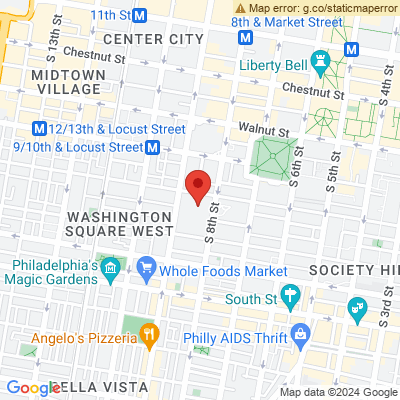 Map error: g.co/staticmaperror
11th St
8th & Market Street
S 13th St
Chestnut St
CENTER CITY
Liberty Bell
S 4th St
MIDTOWN
VILLAGE
Chestnut St
12/13th & Locust Street
Walnut St
9/10th & Locust Street
S 6th St
S 5th St
WASHINGTON
SQUARE WEST
S 8th St
Philadelphia's
Magic Gardens
Whole Foods Market
SOCIETY HIL
South St
S 3rd St
Angelo's Pizzeria
Philly AIDS Thrift
Google
BELLA VISTA
Map data ©2024 Google